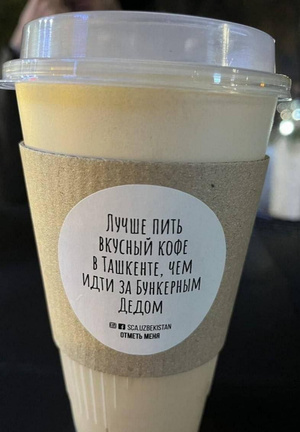 Лучше пить
вкусный кофе
в Ташкенте, чем
идти за Бункерным
Дедом
SCA.UZBEKISTAN
ОТМЕТЬ МЕНЯ